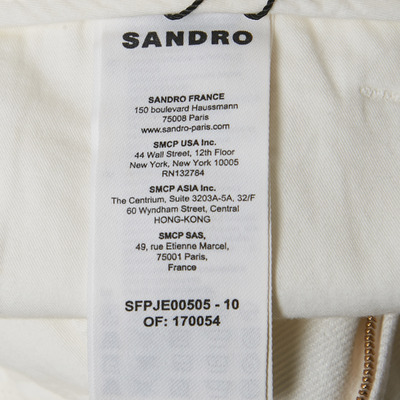 SANDRO
SANDRO FRANCE
150 boulevard Haussmann
75008 Paris
www.sandro-paris.com
SMCP USA Inc.
44 Wall Street, 12th Floor
New York, New York 10005
RN132784
SMCP ASIA Inc.
The Centrium, Suite 3203A-5A, 32/F
60 Wyndham Street, Central
HONG-KONG
SMCP SAS,
49, rue Etienne Marcel,
75001 Paris,
France
SFPJE00505 - 10
OF: 170054